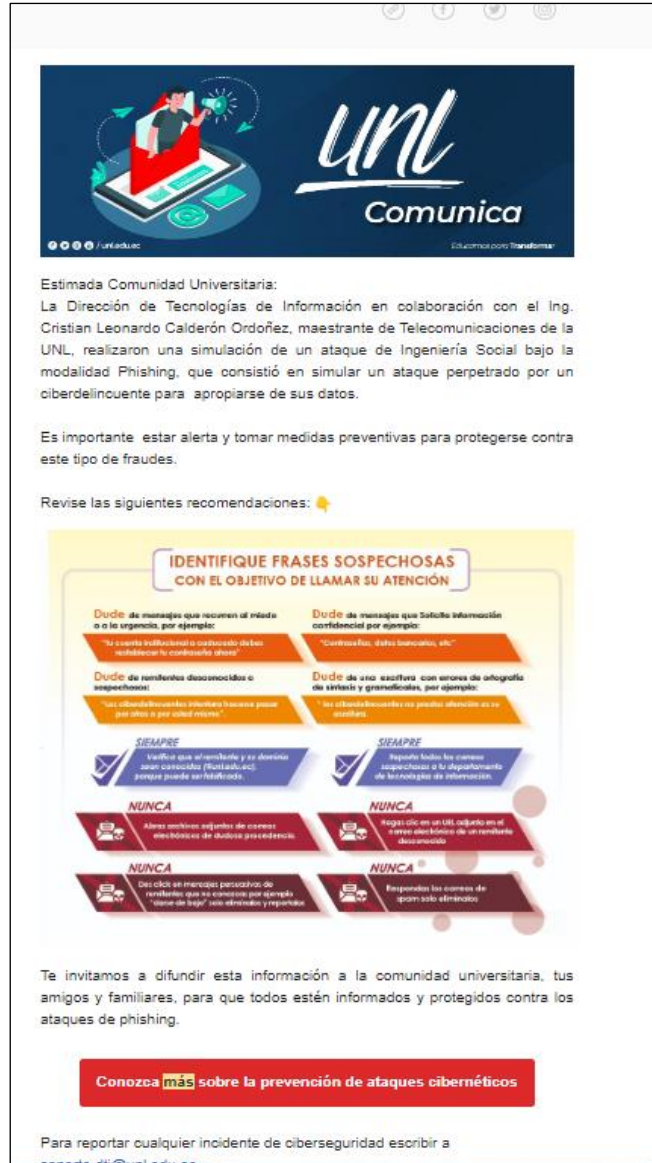 unl
Comunica
/unl.edu.ec
Educamos para Transformar
Estimada Comunidad Universitaria:
La Dirección de Tecnologías de Información en colaboración con el Ing.
Cristian Leonardo Calderón Ordoñez, maestrante de Telecomunicaciones de la
UNL, realizaron una simulación de un ataque de Ingeniería Social bajo la
modalidad Phishing, que consistió en simular un ataque perpetrado por un
ciberdelincuente para apropiarse de sus datos.
Es importante estar alerta y tomar medidas preventivas para protegerse contra
este tipo de fraudes.
Revise las siguientes recomendaciones: 👇
IDENTIFIQUE FRASES SOSPECHOSAS
CON EL OBJETIVO DE LLAMAR SU ATENCIÓN
Dude de mensajes que recurren al miedo
o a la urgencia, por ejemplo:
"Tu cuenta institucional a caducado debes
restablecer tu contraseña ahora"
Dude de mensajes que Solicite información
confidencial por ejemplo:
"Contraseñas, datos bancarios, etc"
Dude de remitentes desconocidos o
sospechosos:
"Los ciberdelincuentes intentara hacerse pasar
por otros o por usted mismo".
Dude de una escritura con errores de ortografía
de sintaxis y gramaticales, por ejemplo:
" los ciberdelincuentes no prestan atención en su
escritura
SIEMPRE
Verifica que el remitente y su dominio
sean conocidos (@unl.edu.ec),
porque puede ser falsificado.
SIEMPRE
Reporta todos los correos
sospechosos a tu departamento
de tecnologías de información.
NUNCA
Abras archivos adjuntos de correos
electrónicos de dudosa procedencia.
NUNCA
Hagas clic en un URL adjunto en el
correo electrónico de un remitente
desconocido
NUNCA
Des click en mensajes persuasivos de
remitentes que no conozcas por ejemplo
"darse de baja" solo elimínalos y repórtalos
NUNCA
Respondas los correos de
spam solo elimínalos
Te invitamos a difundir esta información a la comunidad universitaria, tus
amigos y familiares, para que todos estén informados y protegidos contra los
ataques de phishing.
Conozca más sobre la prevención de ataques cibernéticos
Para reportar cualquier incidente de ciberseguridad escribir a